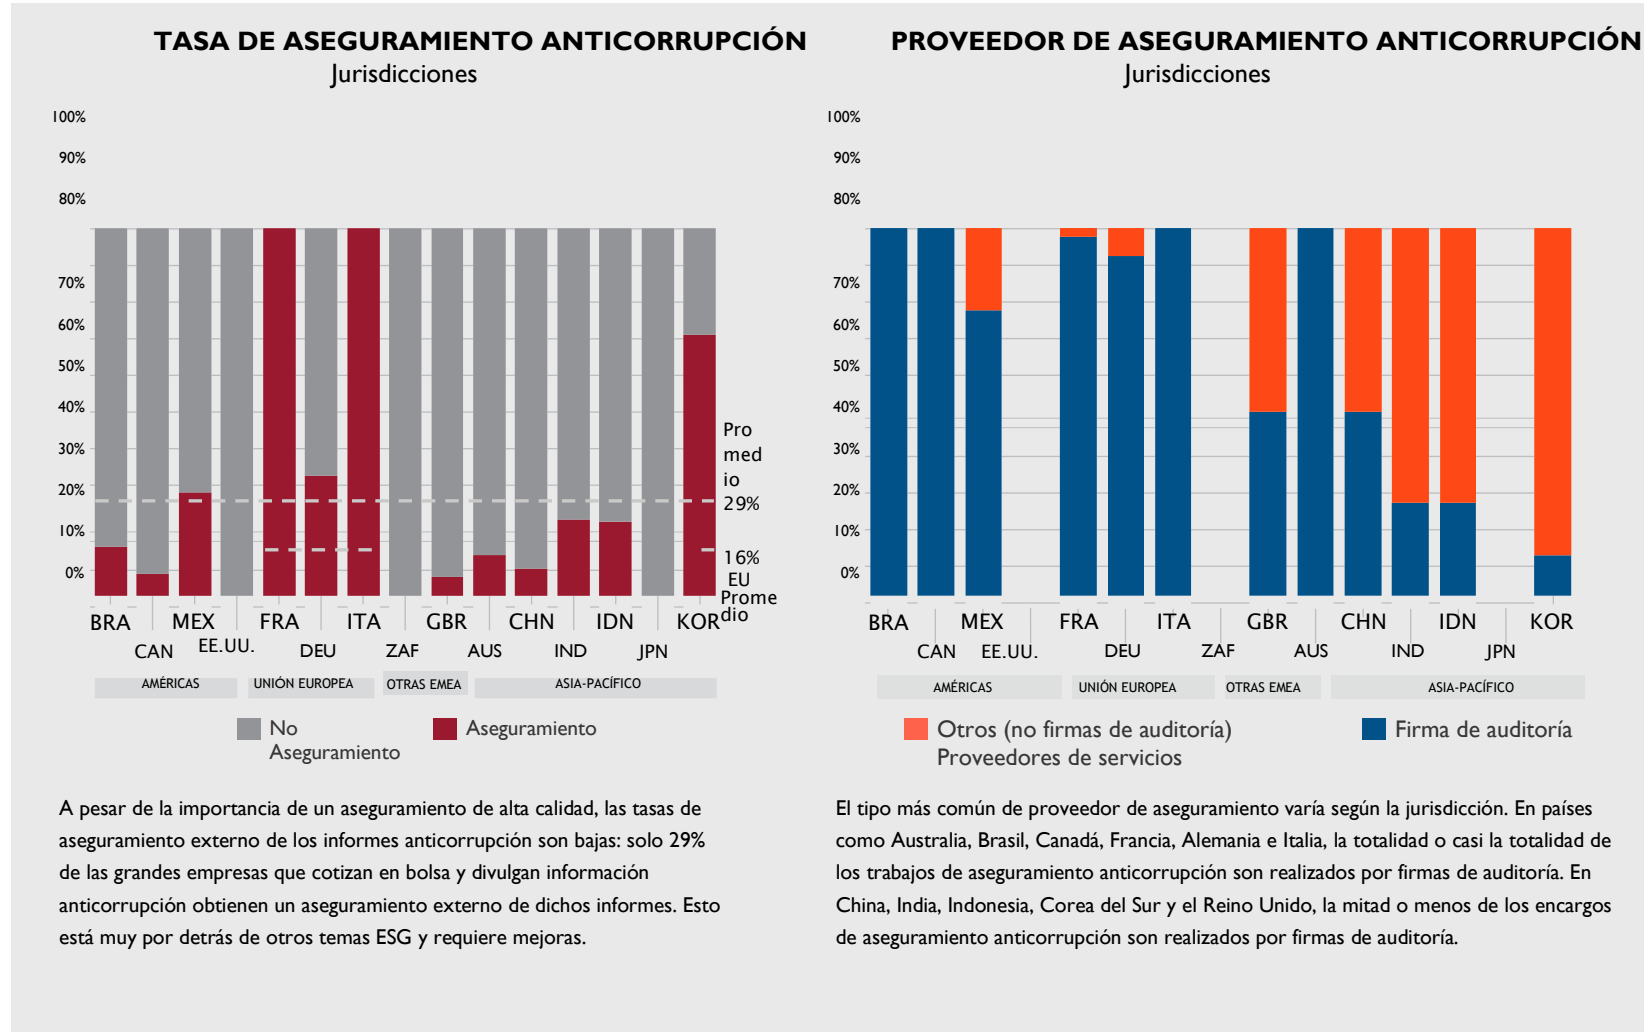 TASA DE ASEGURAMIENTO ANTICORRUPCIÓN
Jurisdicciones
100%
90%
80%
70%
60%
50%
40%
30%
20%
10%
0%
Pro
med
io
29%
16%
EU
Prome
dio
BRA
CAN
MEX
EE.UU.
FRA
DEU
ITA
ZAF
GBR
AUS
CHN
IND
IDN
JPN
KOR
AMÉRICAS
UNIÓN EUROPEA
OTRAS EMEA
ASIA-PACÍFICO
No
Aseguramiento
Aseguramiento
A pesar de la importancia de un aseguramiento de alta calidad, las tasas de
aseguramiento externo de los informes anticorrupción son bajas: solo 29%
de las grandes empresas que cotizan en bolsa y divulgan información
anticorrupción obtienen un aseguramiento externo de dichos informes. Esto
está muy por detrás de otros temas ESG y requiere mejoras.
PROVEEDOR DE ASEGURAMIENTO ANTICORRUPCIÓN
Jurisdicciones
100%
90%
80%
70%
60%
50%
40%
30%
20%
10%
0%
BRA
CAN
MEX
EE.UU.
FRA
DEU
ITA
ZAF
GBR
AUS
CHN
IND
IDN
JPN
KOR
AMÉRICAS
UNIÓN EUROPEA
OTRAS EMEA
ASIA-PACÍFICO
Otros (no firmas de auditoría)
Proveedores de servicios
Firma de auditoría
El tipo más común de proveedor de aseguramiento varía según la jurisdicción. En países
como Australia, Brasil, Canadá, Francia, Alemania e Italia, la totalidad o casi la totalidad de
los trabajos de aseguramiento anticorrupción son realizados por firmas de auditoría. En
China, India, Indonesia, Corea del Sur y el Reino Unido, la mitad o menos de los encargos
de aseguramiento anticorrupción son realizados por firmas de auditoría.